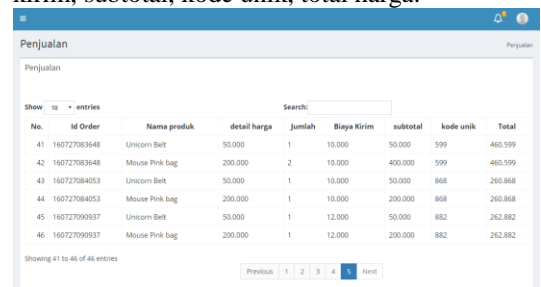 kirim, subtotal, kode unik, total harga.
Penjualan
Penjualan
Penjualan
Show 10 entries Search:
No. Id Order Nama produk detail harga Jumlah Biaya Kirim subtotal kode unik Total
41 160727083648 Unicorn Belt 50.000 1 10.000 50.000 599 460.599
42 160727083648 Mouse Pink bag 200.000 2 10.000 400.000 599 460.599
43 160727084053 Unicorn Belt 50.000 1 10.000 50.000 868 260.868
44 160727084053 Mouse Pink bag 200.000 1 10.000 200.000 868 260.868
45 160727090937 Unicorn Belt 50.000 1 12.000 50.000 882 262.882
46 160727090937 Mouse Pink bag 200.000 1 12.000 200.000 882 262.882
Showing 41 to 46 of 46 entries
Previous 1 2 3 4 5 Next